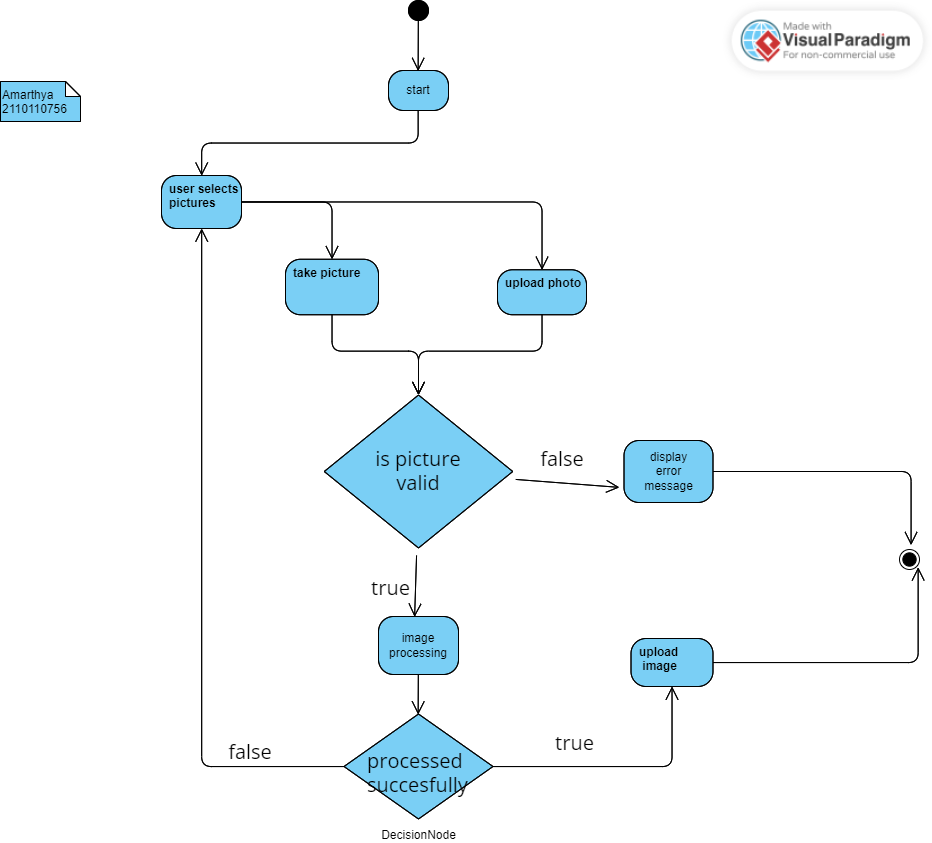 Made with
Visual Paradigm
For non-commercial use
start
Amarthya
2110110756
user selects
pictures
take picture
upload photo
is picture
valid
false
display
error
message
true
image
processing
upload
image
false
true
processed
succesfully
DecisionNode